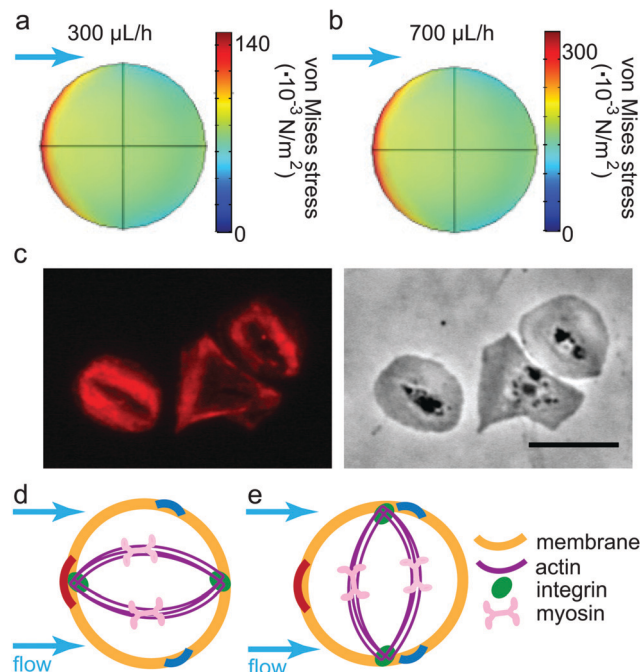 a
300 µL/h
140
0
von Mises stress
(·10⁻³ N/m²)
b
700 µL/h
300
0
von Mises stress
(·10⁻³ N/m²)
c
d
flow
e
flow
membrane
actin
integrin
myosin